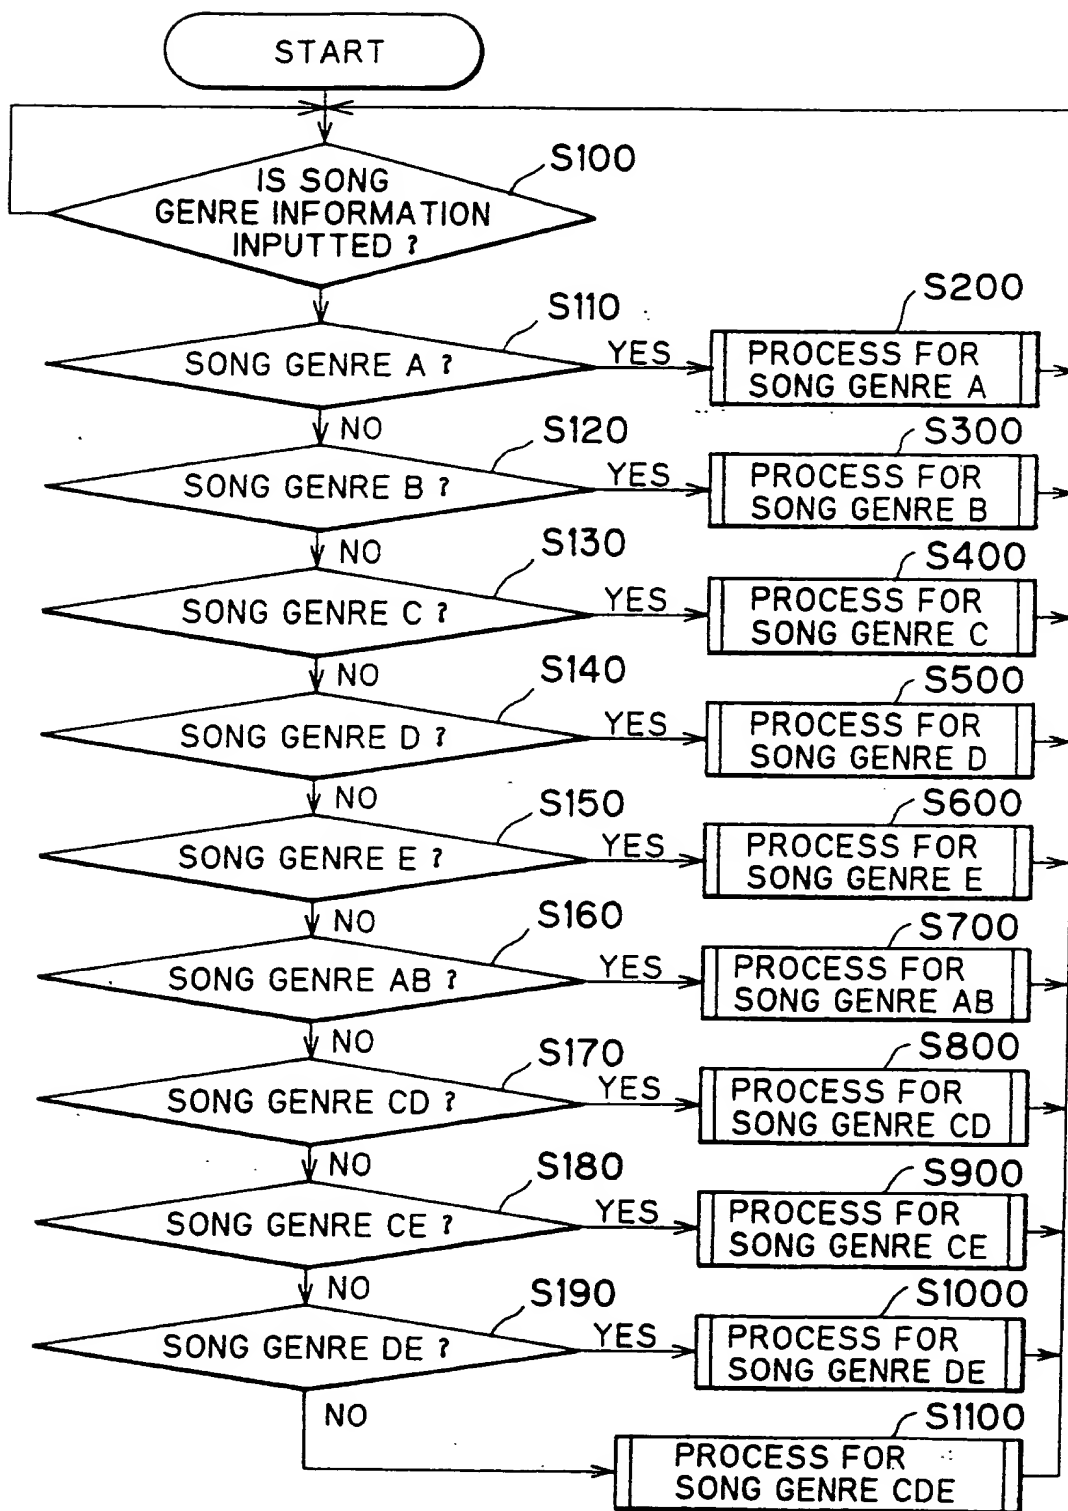 START
S100
IS SONG
GENRE INFORMATION
INPUTTED ?
S110
SONG GENRE A ?
YES
S200
PROCESS FOR
SONG GENRE A
NO
S120
SONG GENRE B ?
YES
S300
PROCESS FOR
SONG GENRE B
NO
S130
SONG GENRE C ?
YES
S400
PROCESS FOR
SONG GENRE C
NO
S140
SONG GENRE D ?
YES
S500
PROCESS FOR
SONG GENRE D
NO
S150
SONG GENRE E ?
YES
S600
PROCESS FOR
SONG GENRE E
NO
S160
SONG GENRE AB ?
YES
S700
PROCESS FOR
SONG GENRE AB
NO
S170
SONG GENRE CD ?
YES
S800
PROCESS FOR
SONG GENRE CD
NO
S180
SONG GENRE CE ?
YES
S900
PROCESS FOR
SONG GENRE CE
NO
S190
SONG GENRE DE ?
YES
S1000
PROCESS FOR
SONG GENRE DE
NO
S1100
PROCESS FOR
SONG GENRE CDE